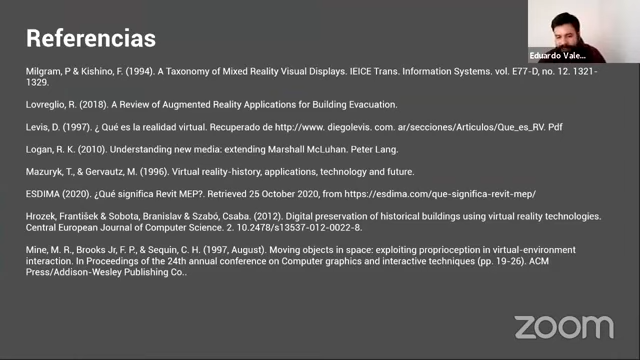 Referencias
Eduardo Vale...
Milgram, P & Kishino, F. (1994). A Taxonomy of Mixed Reality Visual Displays. IEICE Trans. Information Systems. vol. E77-D, no. 12. 1321-
1329.
Lovreglio, R. (2018). A Review of Augmented Reality Applications for Building Evacuation.
Levis, D. (1997). ¿ Qué es la realidad virtual. Recuperado de http://www. diegolevis. com. ar/secciones/Articulos/Que_es_RV. Pdf
Logan, R. K. (2010). Understanding new media: extending Marshall McLuhan. Peter Lang.
Mazuryk, T., & Gervautz, M. (1996). Virtual reality-history, applications, technology and future.
ESDIMA (2020). ¿Qué significa Revit MEP?. Retrieved 25 October 2020, from https://esdima.com/que-significa-revit-mep/
Hrozek, František & Sobota, Branislav & Szabó, Csaba. (2012). Digital preservation of historical buildings using virtual reality technologies.
Central European Journal of Computer Science. 2. 10.2478/s13537-012-0022-8.
Mine, M. R., Brooks Jr, F. P., & Sequin, C. H. (1997, August). Moving objects in space: exploiting proprioception in virtual-environment
interaction. In Proceedings of the 24th annual conference on Computer graphics and interactive techniques (pp. 19-26). ACM
Press/Addison-Wesley Publishing Co..
zoom